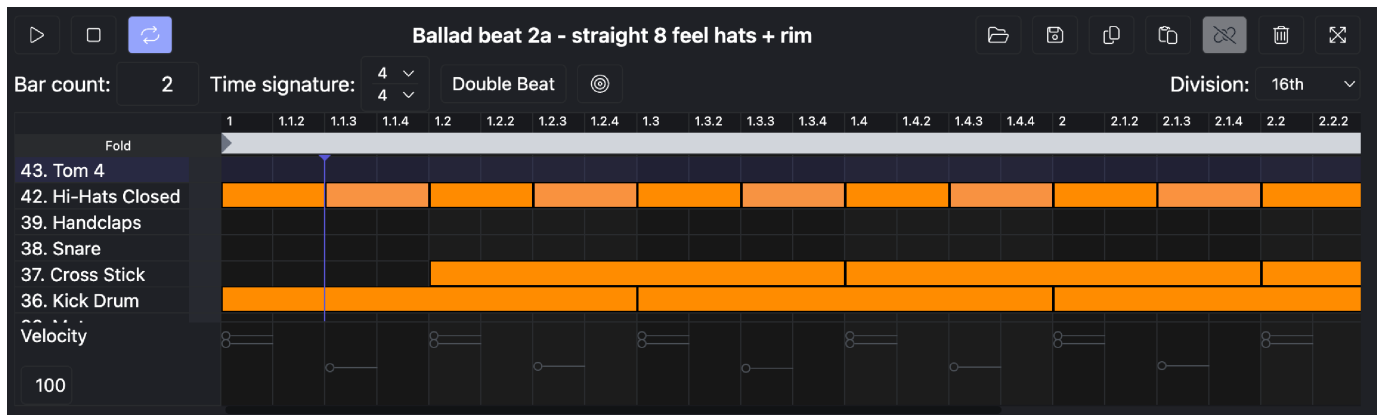 Ballad beat 2a - straight 8 feel hats + rim
Bar count: 2 Time signature: 4 4 Double Beat Division: 16th
1 1.1.2 1.1.3 1.1.4 1.2 1.2.2 1.2.3 1.2.4 1.3 1.3.2 1.3.3 1.3.4 1.4 1.4.2 1.4.3 1.4.4 2 2.1.2 2.1.3 2.1.4 2.2 2.2.2
Fold
43. Tom 4
42. Hi-Hats Closed
39. Handclaps
38. Snare
37. Cross Stick
36. Kick Drum
Velocity
100